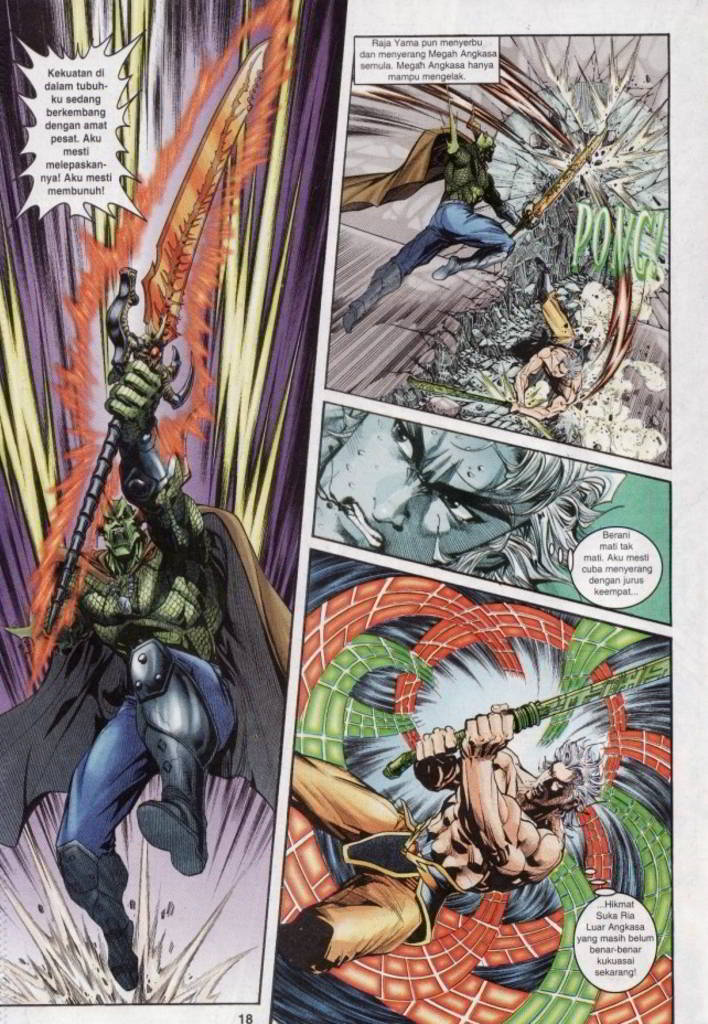 Kekuatan di
dalam tubuh-
ku sedang
berkembang
dengan amat
pesat. Aku
mesti
melepaskan-
nya! Aku mesti
membunuh!
Raja Yama pun menyerbu
dan menyerang Megah Angkasa
semula. Megah Angkasa hanya
mampu mengelak.
PONG!
Berani
mati tak
mati. Aku mesti
cuba menyerang
dengan jurus
keempat...
...Hikmat
Suka Ria
Luar Angkasa
yang masih belum
benar-benar
kukuasai
sekarang!
18